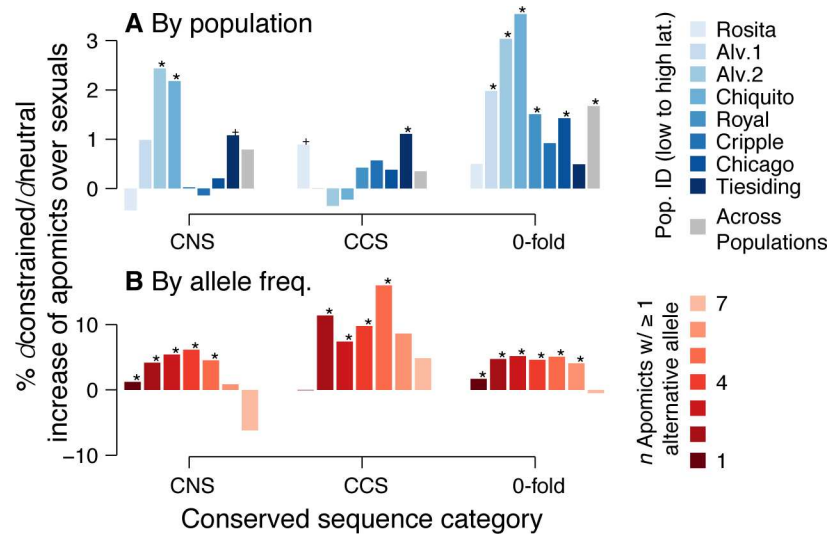 A By population
% dconstrained/dneutral
increase of apomicts over sexuals
3
2
1
0
* * + + * * * * * * *
CNS
CCS
0-fold
Pop. ID (low to high lat.)
Rosita
Alv.1
Alv.2
Chiquito
Royal
Cripple
Chicago
Tiesiding
Across
Populations
B By allele freq.
10
0
−10
* * * * * * * * * * * * * * *
CNS
CCS
0-fold
Conserved sequence category
n Apomicts w/ ≥ 1
alternative allele
7
4
1